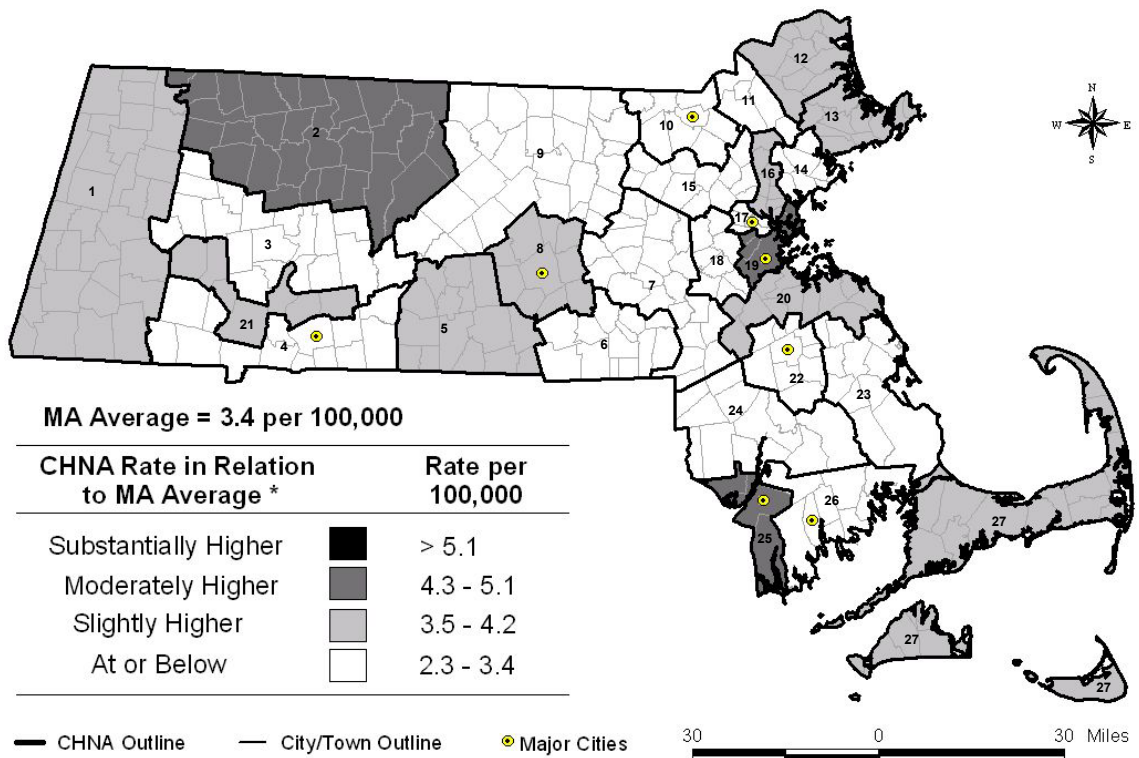 12
N
11
10
13
W E
2
S
9
16
14
15
1
17
3
8
18
19
7
20
5
21
4
6
22
23
MA Average = 3.4 per 100,000
24
CHNA Rate in Relation
to MA Average *
Rate per
100,000
26
27
25
Substantially Higher
> 5.1
Moderately Higher
4.3 - 5.1
Slightly Higher
3.5 - 4.2
27
At or Below
2.3 - 3.4
27
CHNA Outline
City/Town Outline
Major Cities
30 0 30 Miles